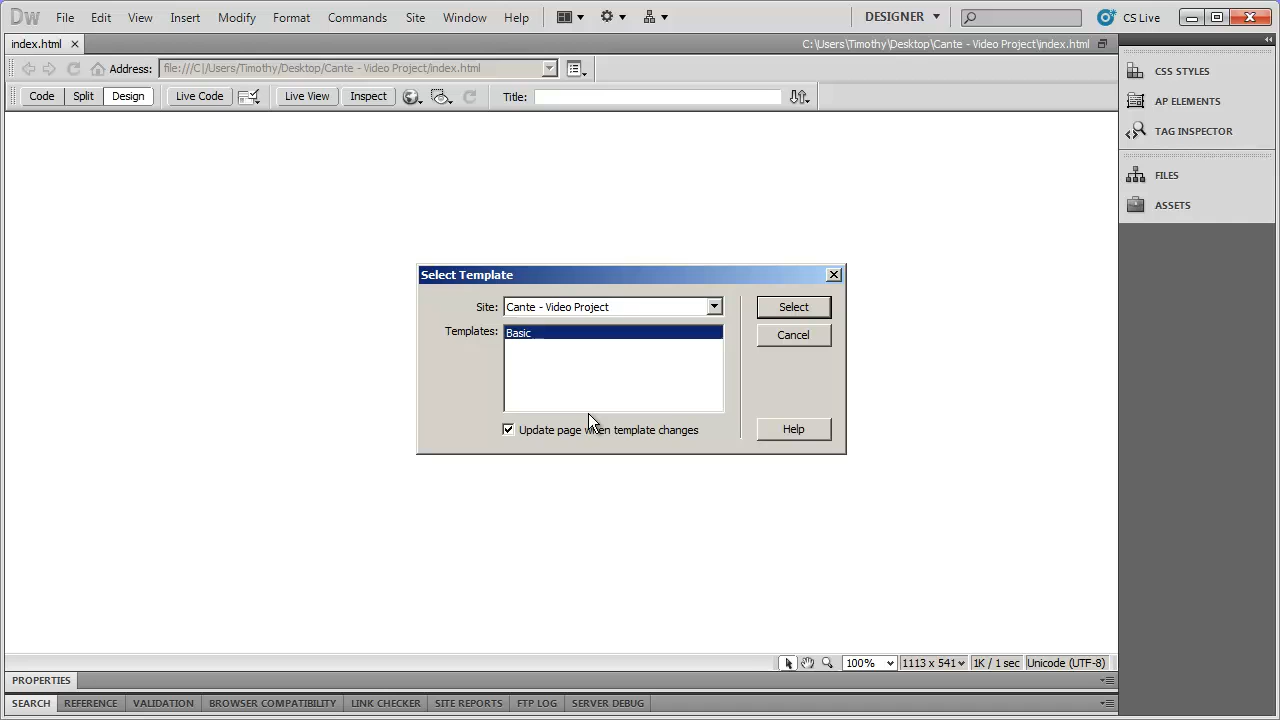 Dw File Edit View Insert Modify Format Commands Site Window Help DESIGNER CS Live
index.html C:\Users\Timothy\Desktop\Cante - Video Project\index.html
Address: file:///C|/Users/Timothy/Desktop/Cante - Video Project/index.html
Code Split Design Live Code Live View Inspect Title:
CSS STYLES
AP ELEMENTS
TAG INSPECTOR
FILES
ASSETS
Select Template
Site: Cante - Video Project Select
Templates: Basic Cancel
Update page when template changes Help
100% 1113 x 541 1K / 1 sec Unicode (UTF-8)
PROPERTIES
SEARCH REFERENCE VALIDATION BROWSER COMPATIBILITY LINK CHECKER SITE REPORTS FTP LOG SERVER DEBUG